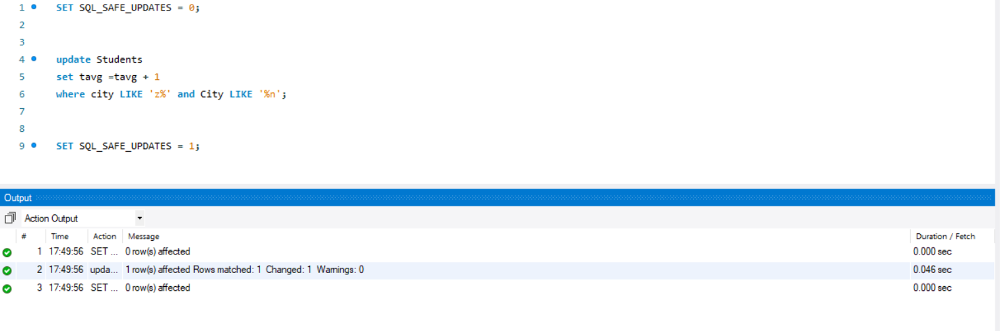 1 SET SQL_SAFE_UPDATES = 0;
2
3
4 update Students
5 set tavg =tavg + 1
6 where city LIKE 'z%' and City LIKE '%n';
7
8
9 SET SQL_SAFE_UPDATES = 1;
Output
Action Output
# Time Action Message Duration / Fetch
1 17:49:56 SET ... 0 row(s) affected 0.000 sec
2 17:49:56 upda... 1 row(s) affected Rows matched: 1 Changed: 1 Warnings: 0 0.046 sec
3 17:49:56 SET ... 0 row(s) affected 0.000 sec